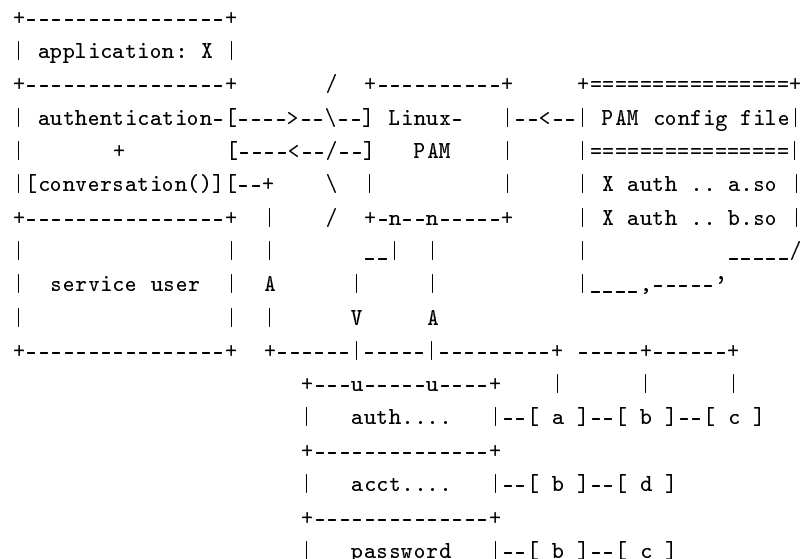 +----------------+
| application: X |
+----------------+       /  +----------+     +================+
| authentication-[---->--\--] Linux-   |--<--| PAM config file|
|       +        [----<--/--]   PAM    |     |================|
|[conversation()][--+    \  |          |     | X auth .. a.so |
+----------------+  |    /  +-n--n-----+     | X auth .. b.so |
|                |  |       __|  |           |           _____/
|  service user  |  A      |     |           |____,-----'
|                |  |      V     A
+----------------+  +------|-----|---------+ -----+------+
                       +---u-----u----+    |      |      |
                       |   auth....   |--[ a ]--[ b ]--[ c ]
                       +--------------+
                       |   acct....   |--[ b ]--[ d ]
                       +--------------+
                       |   password   |--[ b ]--[ c ]